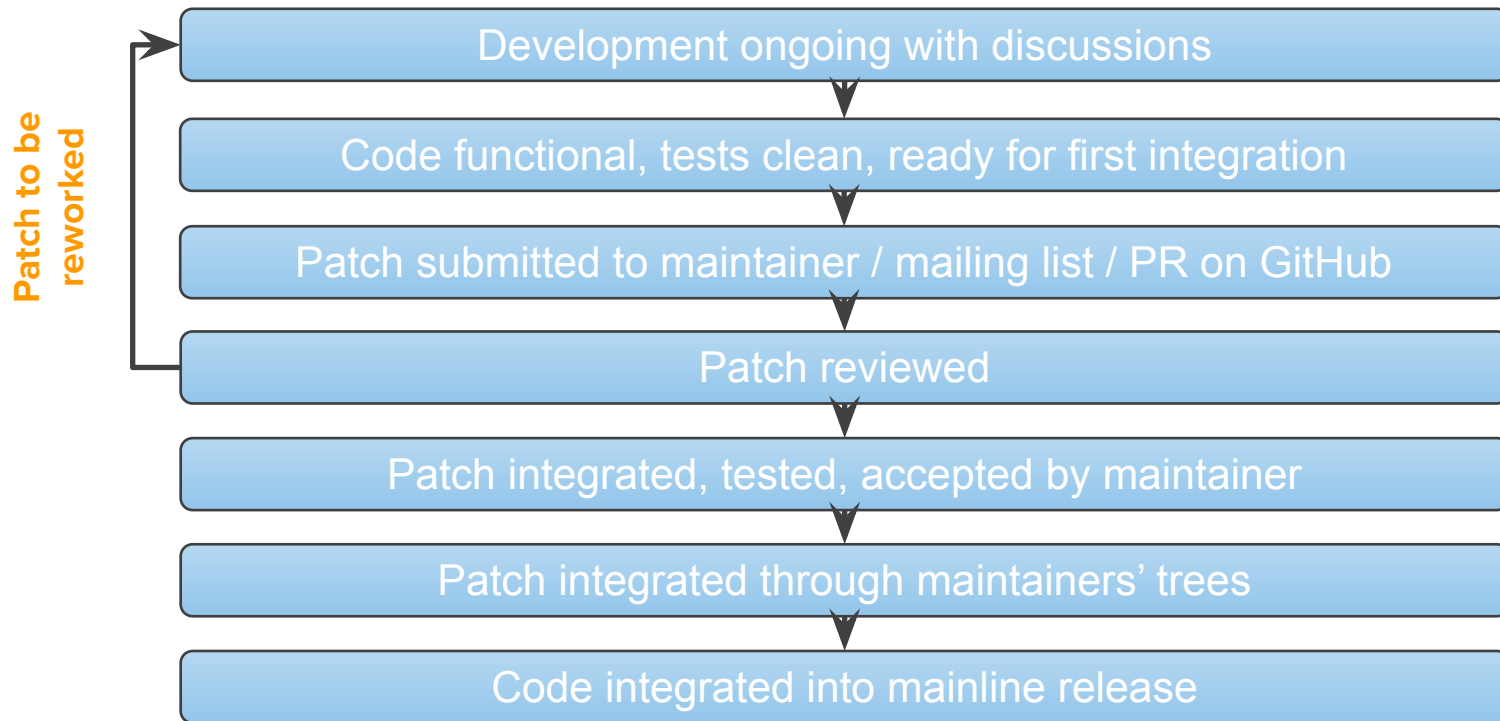 Development ongoing with discussions
Patch to be
reworked
Code functional, tests clean, ready for first integration
Patch submitted to maintainer / mailing list / PR on GitHub
Patch reviewed
Patch integrated, tested, accepted by maintainer
Patch integrated through maintainers’ trees
Code integrated into mainline release